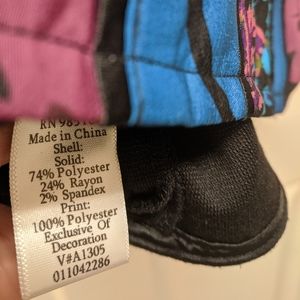 Made in China
Shell:
Solid:
74% Polyester
24% Rayon
2% Spandex
Print:
100% Polyester
Exclusive Of
Decoration
V#A1305
011042286